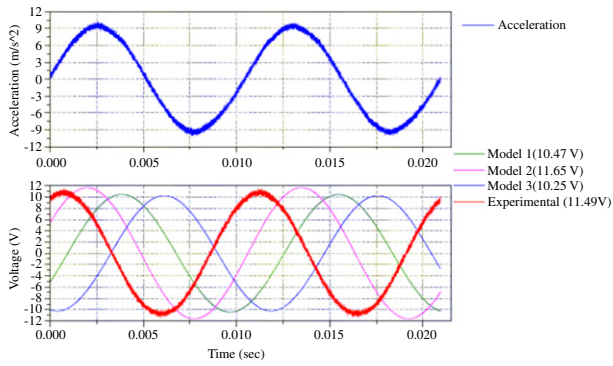 12
9
6
3
0
-3
-6
-9
-12
Acceleration (m/s^2)
0.000 0.005 0.010 0.015 0.020
Acceleration
12
10
8
6
4
2
0
-2
-4
-6
-8
-10
-12
Voltage (V)
0.000 0.005 0.010 0.015 0.020
Time (sec)
Model 1(10.47 V)
Model 2(11.65 V)
Model 3(10.25 V)
Experimental (11.49V)